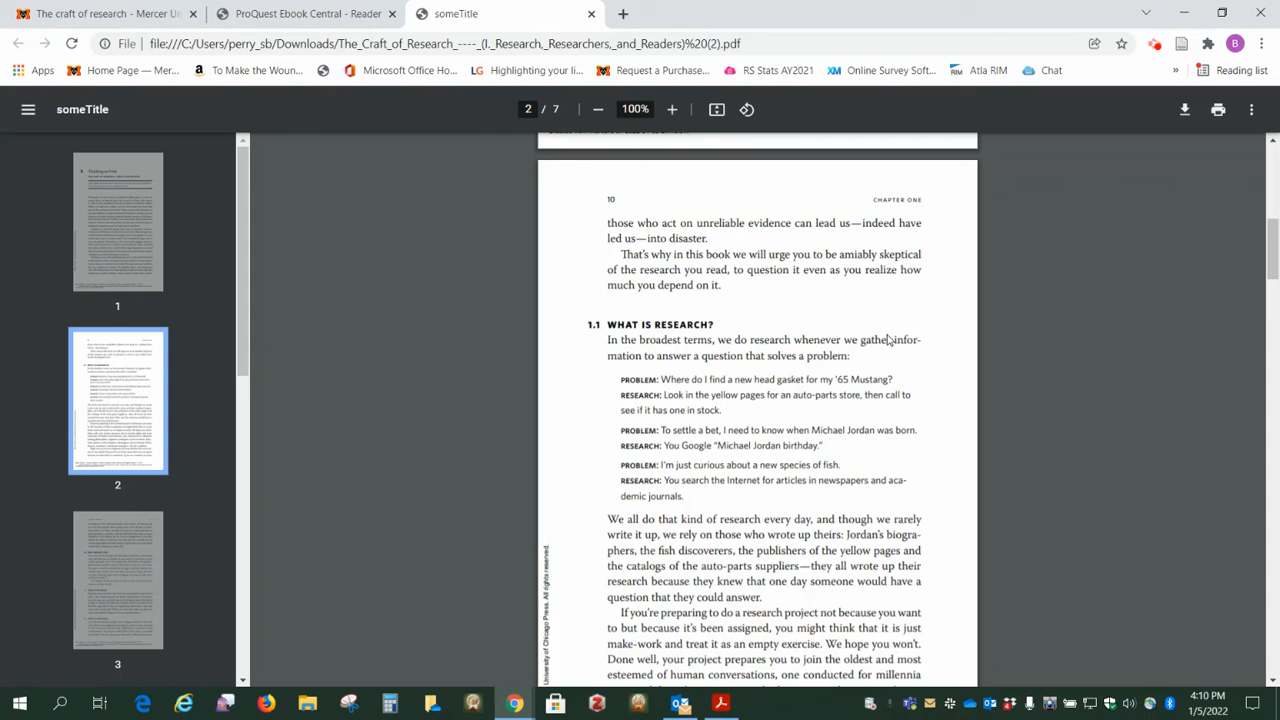 The craft of research - Mercer Un
ProQuest Ebook Central - Reader
someTitle
File
file:///C:/Users/perry_sb/Downloads/The_Craft_of_Research_----_(I._Research,_Researchers,_and_Readers)%20(2).pdf
B
Apps
Home Page — Mer...
a To Make the Woun...
Microsoft Office Ho...
LG Highlighting your li...
Request a Purchase...
RS Stats AY2021
XM Online Survey Sof...
RIM Atla RIM
Chat
»
Reading list
someTitle
2 / 7
100%
1
2
3
10 CHAPTER ONE
those who act on unreliable evidence can lead us—indeed have
led us—into disaster.
That's why in this book we will urge you to be amiably skeptical
of the research you read, to question it even as you realize how
much you depend on it.
1.1 WHAT IS RESEARCH?
In the broadest terms, we do research whenever we gather infor-
mation to answer a question that solves a problem:
PROBLEM: Where do I find a new head gasket for my '65 Mustang?
RESEARCH: Look in the yellow pages for an auto-parts store, then call to
see if it has one in stock.
PROBLEM: To settle a bet, I need to know when Michael Jordan was born.
RESEARCH: You Google "Michael Jordan birthday."
PROBLEM: I'm just curious about a new species of fish.
RESEARCH: You search the Internet for articles in newspapers and aca-
demic journals.
We all do that kind of research every day, and though we rarely
write it up, we rely on those who wrote up theirs: Jordan's biogra-
phers, the fish discoverers, the publishers of the yellow pages and
the catalogs of the auto-parts suppliers—they all wrote up their
research because they knew that one day someone would have a
question that they could answer.
If you're preparing to do a research project not because you want
to but because it's been assigned, you might think that it is just
make-work and treat it as an empty exercise. We hope you won't.
Done well, your project prepares you to join the oldest and most
esteemed of human conversations, one conducted for millennia
University of Chicago Press. All rights reserved.
4:10 PM
1/5/2022